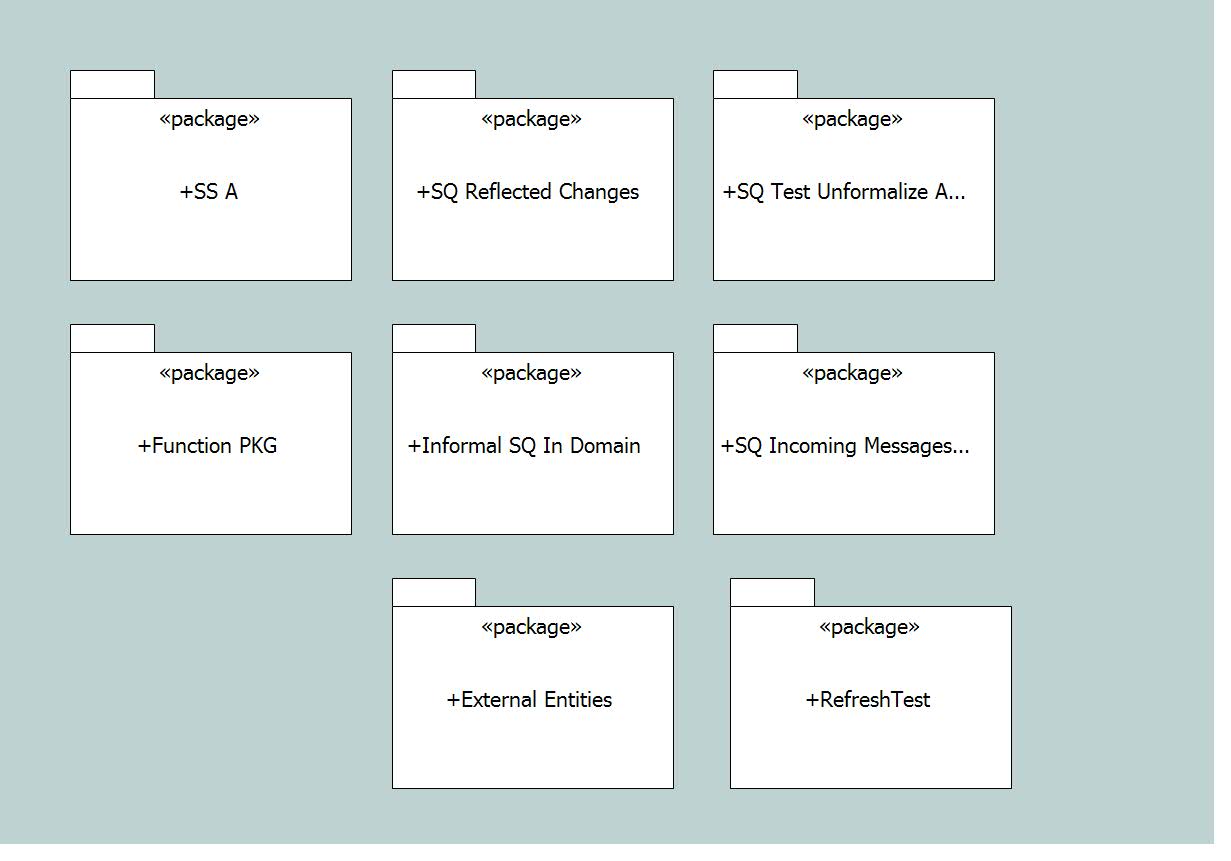 «package»
+SS A
«package»
+SQ Reflected Changes
«package»
+SQ Test Unformalize A...
«package»
+Function PKG
«package»
+Informal SQ In Domain
«package»
+SQ Incoming Messages...
«package»
+External Entities
«package»
+RefreshTest